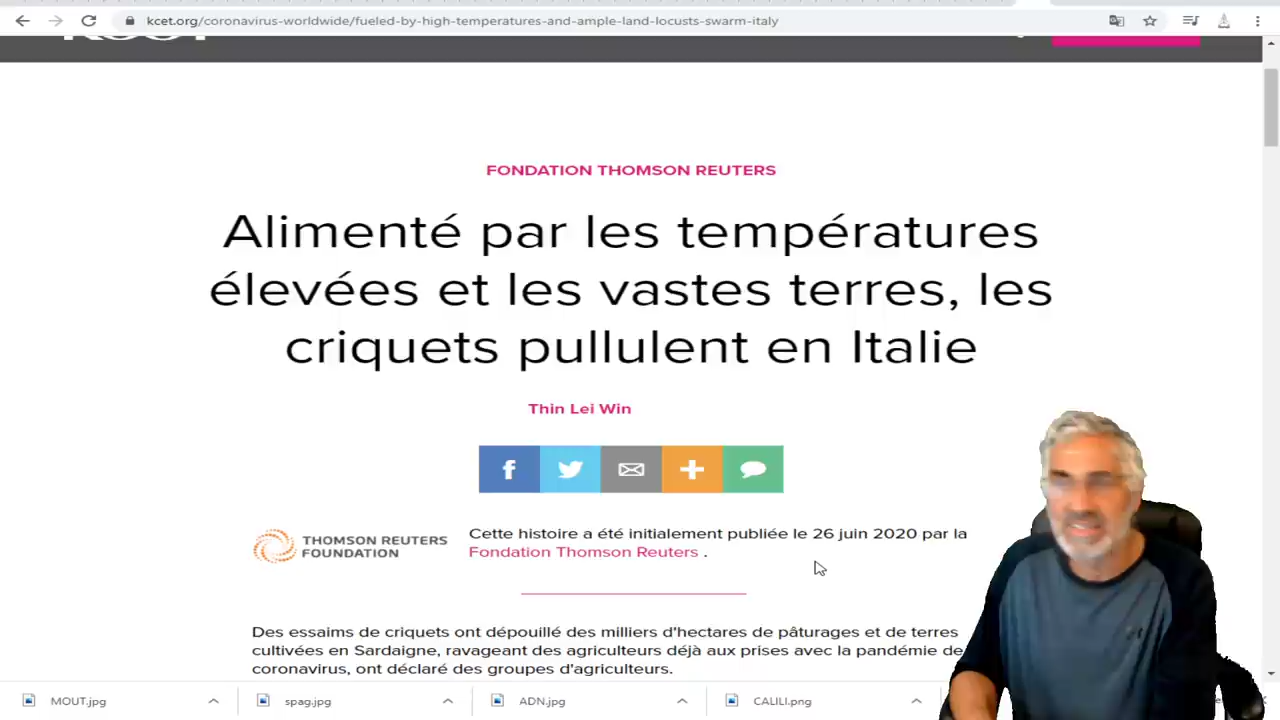 kcet.org/coronavirus-worldwide/fueled-by-high-temperatures-and-ample-land-locusts-swarm-italy
FONDATION THOMSON REUTERS
Alimenté par les températures
élevées et les vastes terres, les
criquets pullulent en Italie
Thin Lei Win
THOMSON REUTERS
FOUNDATION
Cette histoire a été initialement publiée le 26 juin 2020 par la
Fondation Thomson Reuters .
Des essaims de criquets ont dépouillé des milliers d'hectares de pâturages et de terres
cultivées en Sardaigne, ravageant des agriculteurs déjà aux prises avec la pandémie de
coronavirus, ont déclaré des groupes d'agriculteurs.
MOUT.jpg
spag.jpg
ADN.jpg
CALILI.png